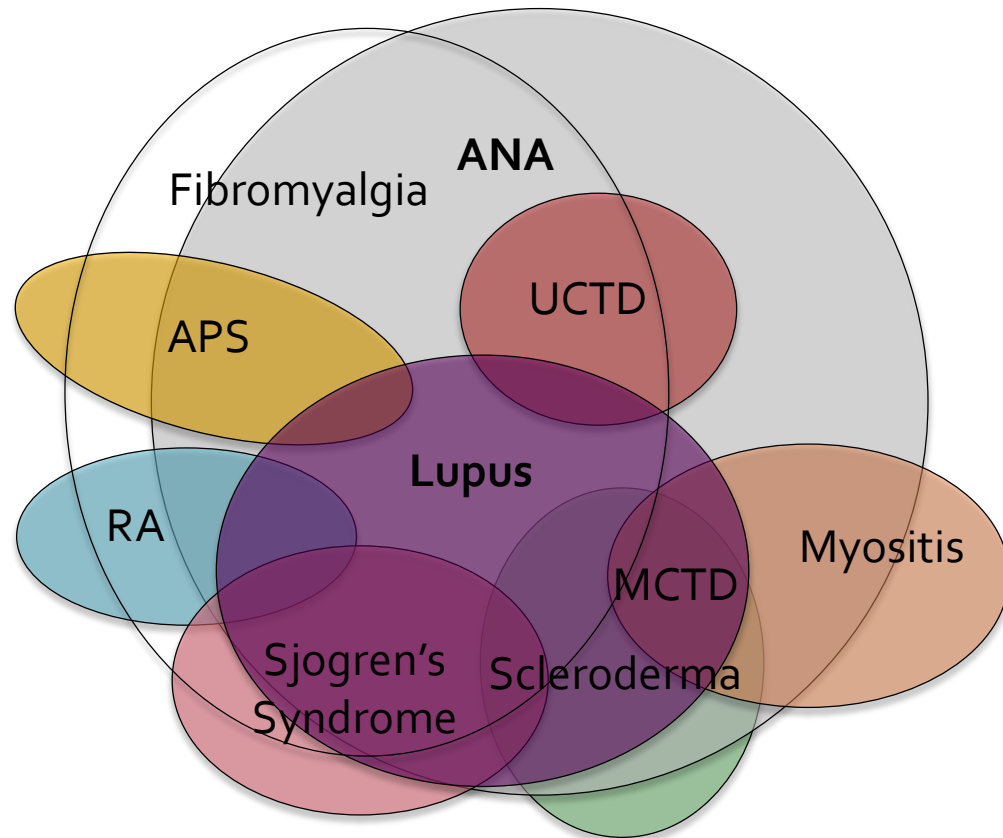 ANA
Fibromyalgia
UCTD
APS
Lupus
RA
Myositis
MCTD
Sjogren’s
Syndrome
Scleroderma